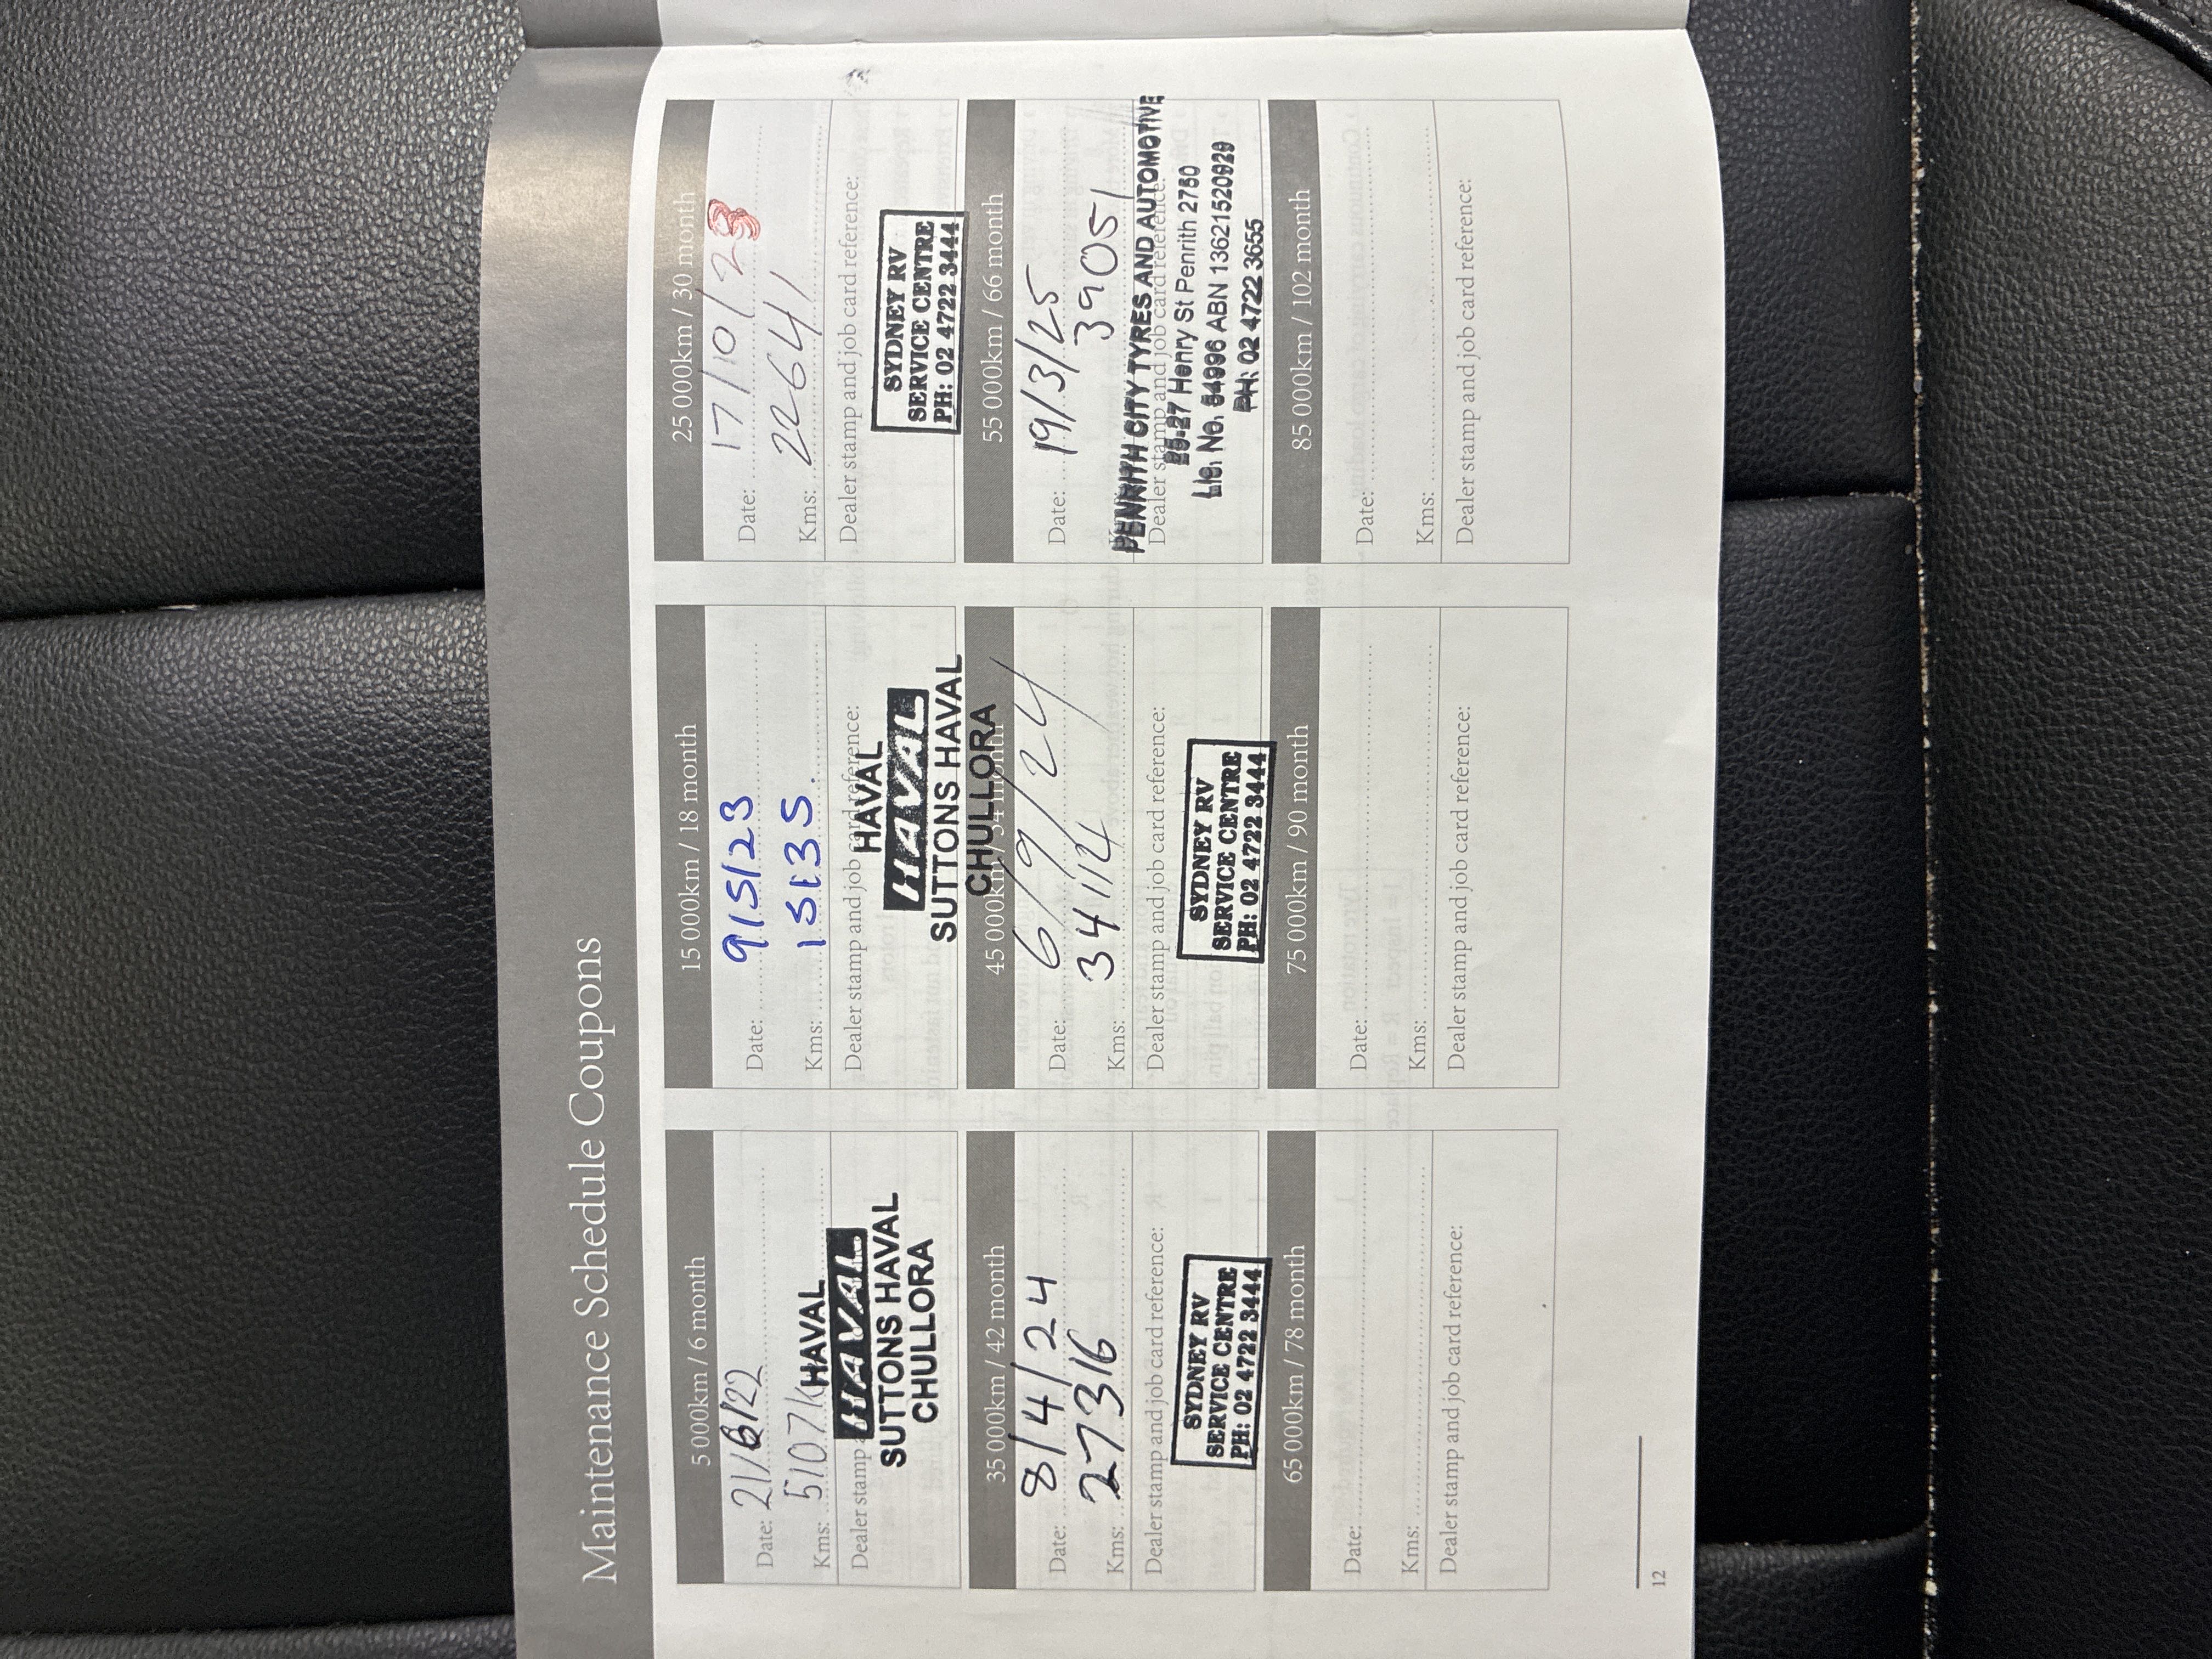 Maintenance Schedule Coupons
5 000km / 6 month
Date: 21/6/22
Kms: 5107k
Dealer stamp
HAVAL
HAVAL
SUTTONS HAVAL
CHULLORA
15 000km / 18 month
Date: 9/5/23
Kms:
Dealer stamp and job card reference:
HAVAL
HAVAL
SUTTONS HAVAL
CHULLORA
25 000km / 30 month
Date: 17/10/23
Kms: 22641
Dealer stamp and job card reference:
SYDNEY RV
SERVICE CENTRE
PH: 02 4722 3444
35 000km / 42 month
Date: 8/4/24
Kms: 27316
Dealer stamp and job card reference:
SYDNEY RV
SERVICE CENTRE
PH: 02 4722 3444
45 000km / 54 month
Date: 6/9/24
Kms: 34114
Dealer stamp and job card reference:
SYDNEY RV
SERVICE CENTRE
PH: 02 4722 3444
55 000km / 66 month
Date: 19/3/25
39051
PENRITH CITY TYRES AND AUTOMOTIVE
Dealer stamp and job card reference:
25-27 Henry St Penrith 2750
Lic. No. 54996 ABN 13621520929
PH: 02 4722 3655
65 000km / 78 month
Date:
Kms:
Dealer stamp and job card reference:
75 000km / 90 month
Date:
Kms:
Dealer stamp and job card reference:
85 000km / 102 month
Date:
Kms:
Dealer stamp and job card reference:
12